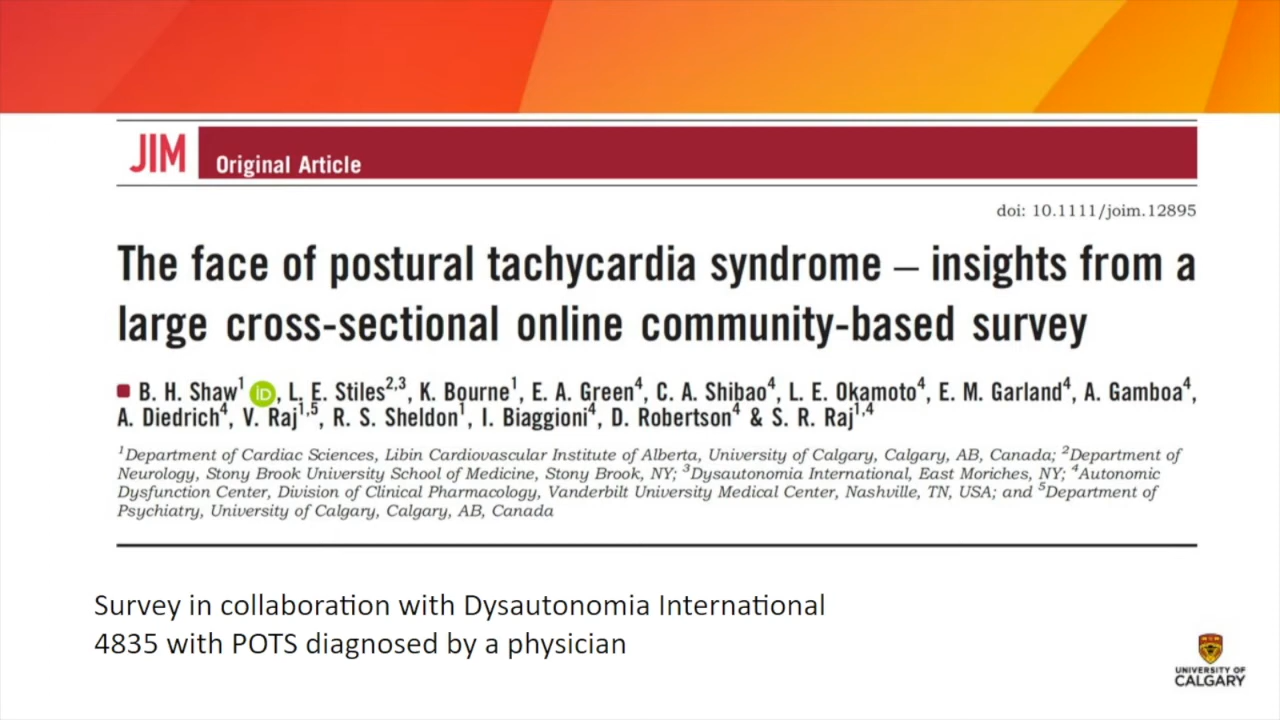 JIM Original Article
doi: 10.1111/joim.12895
The face of postural tachycardia syndrome – insights from a
large cross-sectional online community-based survey
B. H. Shaw1 iD, L. E. Stiles2,3, K. Bourne1, E. A. Green4, C. A. Shibao4, L. E. Okamoto4, E. M. Garland4, A. Gamboa4,
A. Diedrich4, V. Raj1,5, R. S. Sheldon1, I. Biaggioni4, D. Robertson4 & S. R. Raj1,4
1Department of Cardiac Sciences, Libin Cardiovascular Institute of Alberta, University of Calgary, Calgary, AB, Canada; 2Department of
Neurology, Stony Brook University School of Medicine, Stony Brook, NY; 3Dysautonomia International, East Moriches, NY; 4Autonomic
Dysfunction Center, Division of Clinical Pharmacology, Vanderbilt University Medical Center, Nashville, TN, USA; and 5Department of
Psychiatry, University of Calgary, Calgary, AB, Canada
Survey in collaboration with Dysautonomia International
4835 with POTS diagnosed by a physician
UNIVERSITY OF
CALGARY